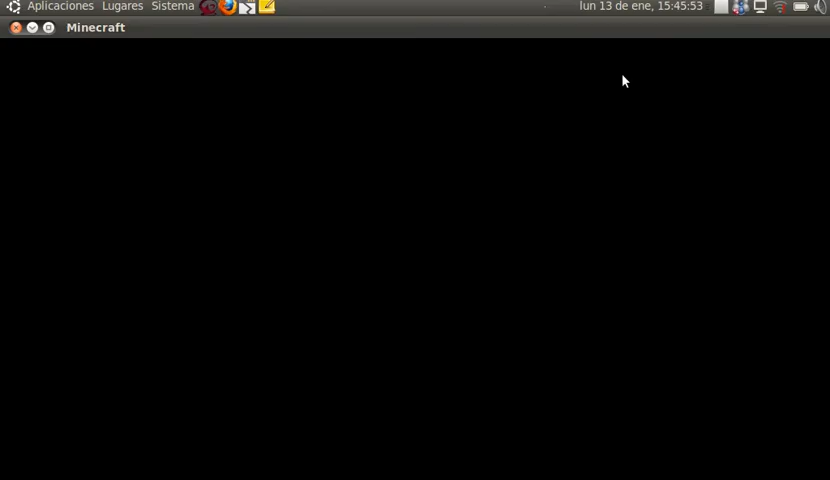 Aplicaciones Lugares Sistema lun 13 de ene, 15:45:53
Minecraft